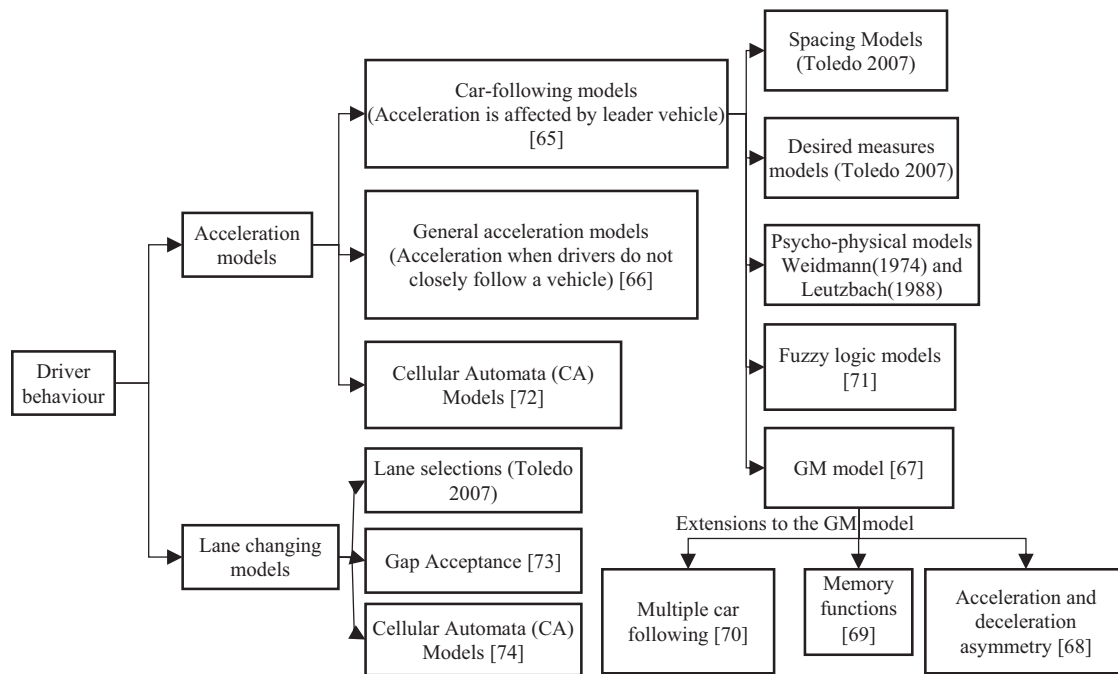 Driver
behaviour
Acceleration
models
Lane changing
models
Car-following models
(Acceleration is affected by leader vehicle)
[65]
General acceleration models
(Acceleration when drivers do not
closely follow a vehicle) [66]
Cellular Automata (CA)
Models [72]
Lane selections (Toledo
2007)
Gap Acceptance [73]
Cellular Automata (CA)
Models [74]
Spacing Models
(Toledo 2007)
Desired measures
models (Toledo 2007)
Psycho-physical models
Weidmann(1974) and
Leutzbach(1988)
Fuzzy logic models
[71]
GM model [67]
Extensions to the GM model
Multiple car
following [70]
Memory
functions
[69]
Acceleration and
deceleration
asymmetry [68]